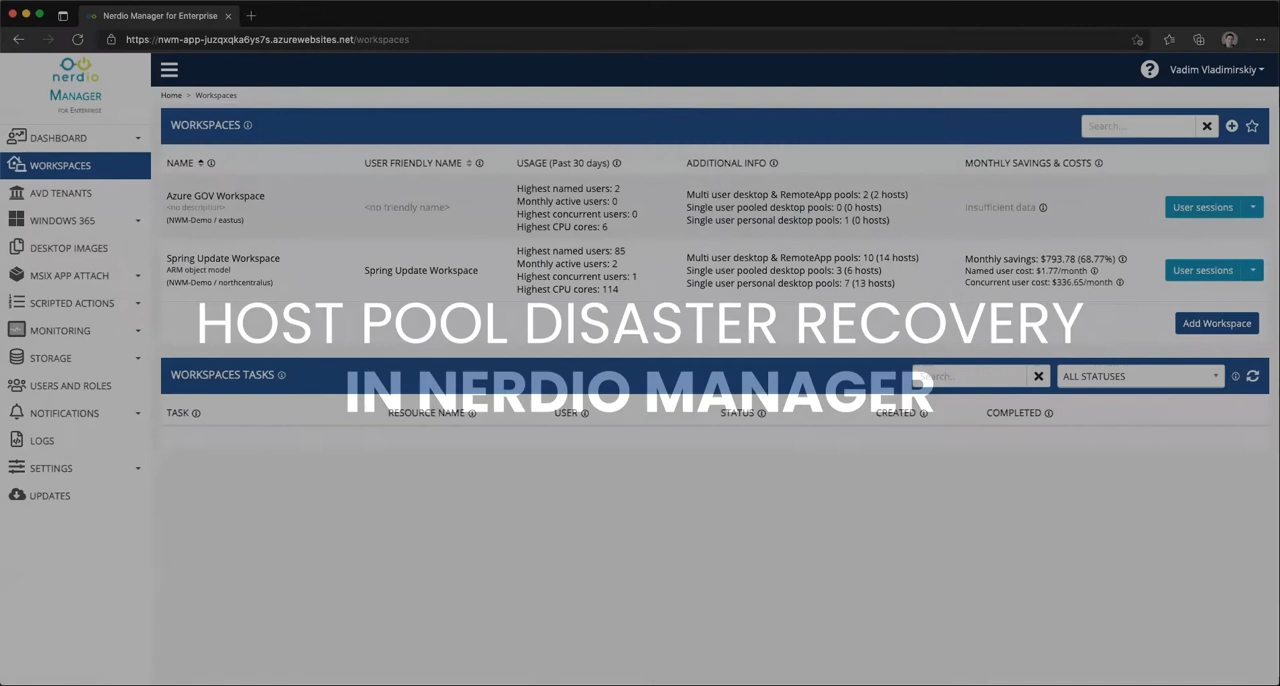 Nerdio Manager for Enterprise
https://nwm-app-juzqxqka6ys7s.azurewebsites.net/workspaces
nerdio
MANAGER
FOR ENTERPRISE
Vadim Vladimirskiy
DASHBOARD
WORKSPACES
AVD TENANTS
WINDOWS 365
DESKTOP IMAGES
MSIX APP ATTACH
SCRIPTED ACTIONS
MONITORING
STORAGE
USERS AND ROLES
NOTIFICATIONS
LOGS
SETTINGS
UPDATES
Home > Workspaces
WORKSPACES
Search...
NAME USER FRIENDLY NAME USAGE (Past 30 days) ADDITIONAL INFO MONTHLY SAVINGS & COSTS
Azure GOV Workspace
<no description>
(NWM-Demo / eastus)
<no friendly name>
Highest named users: 2
Monthly active users: 0
Highest concurrent users: 0
Highest CPU cores: 6
Multi user desktop & RemoteApp pools: 2 (2 hosts)
Single user pooled desktop pools: 0 (0 hosts)
Single user personal desktop pools: 1 (0 hosts)
Insufficient data
User sessions
Spring Update Workspace
ARM object model
(NWM-Demo / northcentralus)
Spring Update Workspace
Highest named users: 85
Monthly active users: 2
Highest concurrent users: 1
Highest CPU cores: 114
Multi user desktop & RemoteApp pools: 10 (14 hosts)
Single user pooled desktop pools: 3 (6 hosts)
Single user personal desktop pools: 7 (13 hosts)
Monthly savings: $793.78 (68.77%)
Named user cost: $1.77/month
Concurrent user cost: $336.65/month
User sessions
Add Workspace
HOST POOL DISASTER RECOVERY
IN NERDIO MANAGER
WORKSPACES TASKS
Search...
ALL STATUSES
TASK RESOURCE NAME USER STATUS CREATED COMPLETED